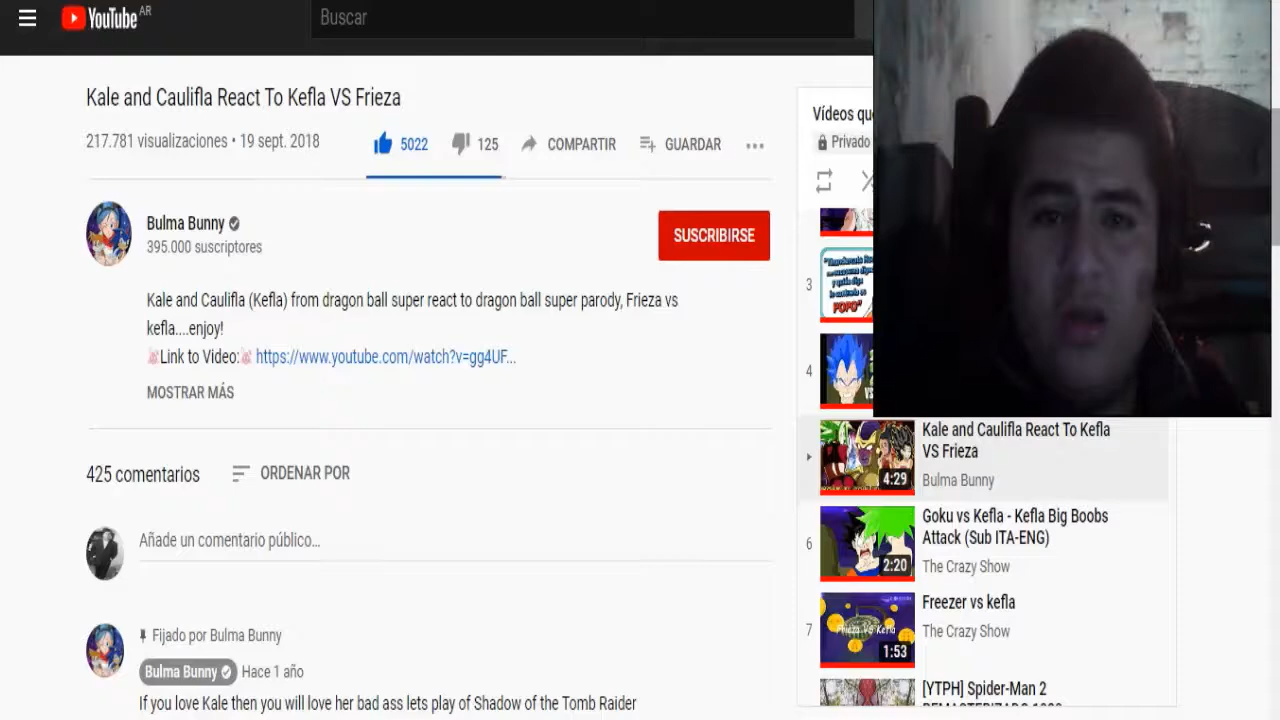 YouTube AR
Buscar
Kale and Caulifla React To Kefla VS Frieza
217.781 visualizaciones • 19 sept. 2018
5022
125
COMPARTIR
GUARDAR
Bulma Bunny
395.000 suscriptores
SUSCRIBIRSE
Kale and Caulifla (Kefla) from dragon ball super react to dragon ball super parody, Frieza vs
kefla....enjoy!
Link to Video: https://www.youtube.com/watch?v=gg4UF...
MOSTRAR MÁS
425 comentarios
ORDENAR POR
Añade un comentario público...
Fijado por Bulma Bunny
Bulma Bunny Hace 1 año
If you love Kale then you will love her bad ass lets play of Shadow of the Tomb Raider
Vídeos
Privado
3
POPO"
4
Kale and Caulifla React To Kefla
VS Frieza
Bulma Bunny
4:29
6
Goku vs Kefla - Kefla Big Boobs
Attack (Sub ITA-ENG)
The Crazy Show
2:20
7
Freezer vs kefla
The Crazy Show
Frieza VS Kefla
1:53
[YTPH] Spider-Man 2